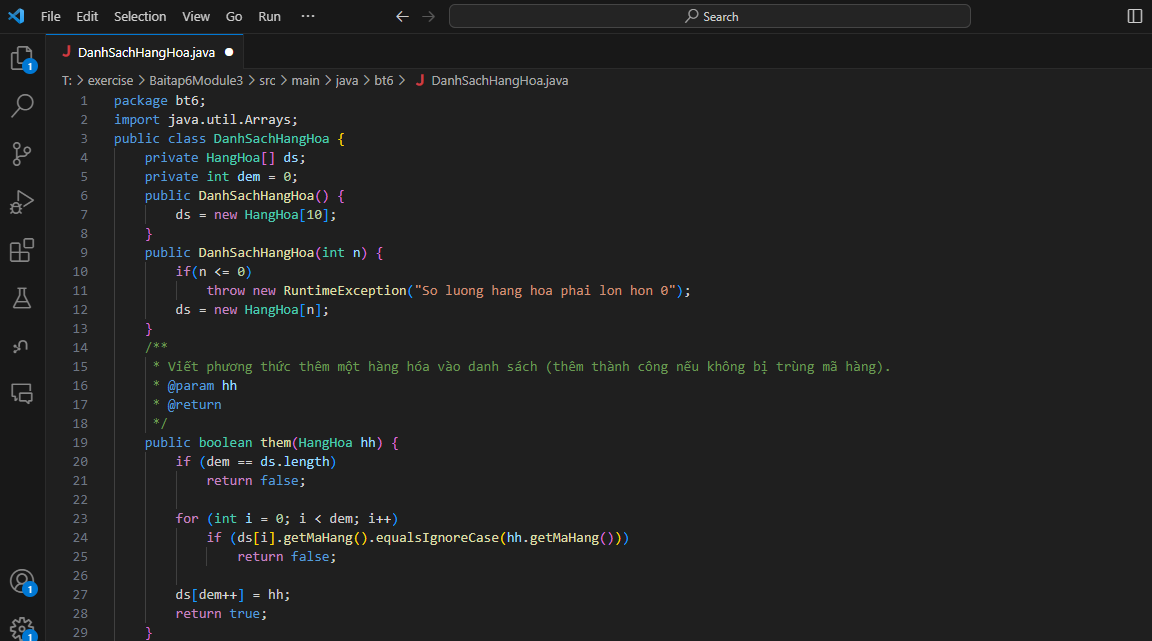 File Edit Selection View Go Run ··· Search
1
J DanhSachHangHoa.java ●
T: > exercise > Baitap6Module3 > src > main > java > bt6 > J DanhSachHangHoa.java
1 package bt6;
2 import java.util.Arrays;
3 public class DanhSachHangHoa {
4 private HangHoa[] ds;
5 private int dem = 0;
6 public DanhSachHangHoa() {
7 ds = new HangHoa[10];
8 }
9 public DanhSachHangHoa(int n) {
10 if(n <= 0)
11 throw new RuntimeException("So luong hang hoa phai lon hon 0");
12 ds = new HangHoa[n];
13 }
14 /**
15 * Viết phương thức thêm một hàng hóa vào danh sách (thêm thành công nếu không bị trùng mã hàng).
16 * @param hh
17 * @return
18 */
19 public boolean them(HangHoa hh) {
20 if (dem == ds.length)
21 return false;
22
23 for (int i = 0; i < dem; i++)
24 if (ds[i].getMaHang().equalsIgnoreCase(hh.getMaHang()))
25 return false;
26
27 ds[dem++] = hh;
28 return true;
29 }
1
1